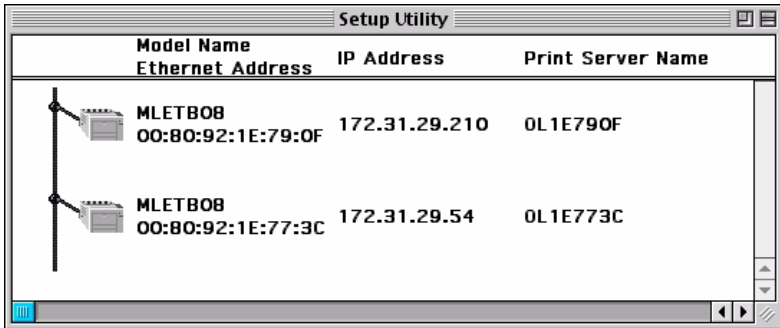 Setup Utility
Model Name
Ethernet Address
IP Address
Print Server Name
MLETB08
00:80:92:1E:79:0F
172.31.29.210
0L1E790F
MLETB08
00:80:92:1E:77:3C
172.31.29.54
0L1E773C